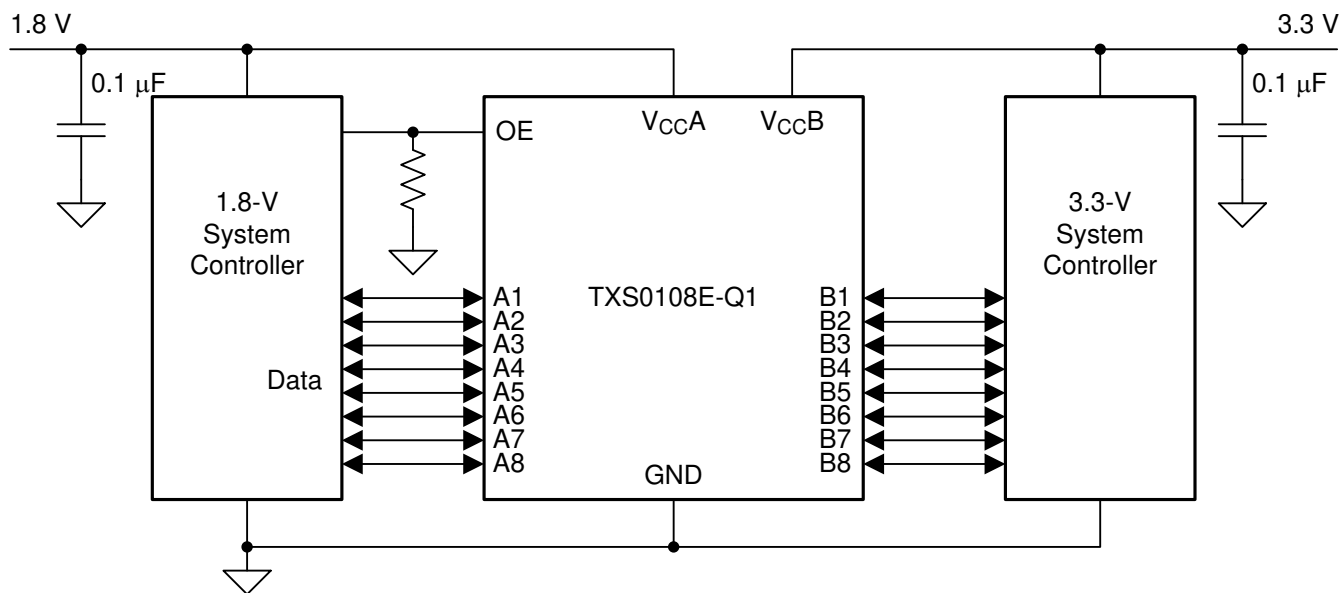 1.8 V
3.3 V
0.1 μF
0.1 μF
OE
VCCA
VCCB
1.8-V
System
Controller
3.3-V
System
Controller
TXS0108E-Q1
Data
A1
A2
A3
A4
A5
A6
A7
A8
B1
B2
B3
B4
B5
B6
B7
B8
GND